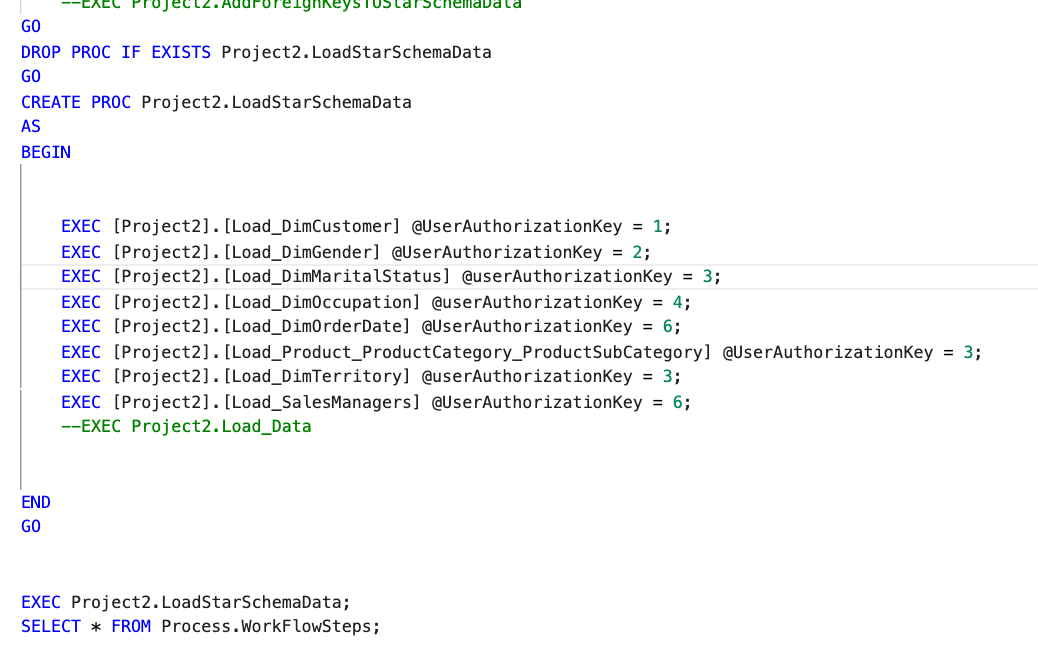 --EXEC Project2.AddForeignKeysToStarSchemaData
GO
DROP PROC IF EXISTS Project2.LoadStarSchemaData
GO
CREATE PROC Project2.LoadStarSchemaData
AS
BEGIN
EXEC [Project2].[Load_DimCustomer] @UserAuthorizationKey = 1;
EXEC [Project2].[Load_DimGender] @UserAuthorizationKey = 2;
EXEC [Project2].[Load_DimMaritalStatus] @userAuthorizationKey = 3;
EXEC [Project2].[Load_DimOccupation] @userAuthorizationKey = 4;
EXEC [Project2].[Load_DimOrderDate] @UserAuthorizationKey = 6;
EXEC [Project2].[Load_Product_ProductCategory_ProductSubCategory] @UserAuthorizationKey = 3;
EXEC [Project2].[Load_DimTerritory] @userAuthorizationKey = 3;
EXEC [Project2].[Load_SalesManagers] @UserAuthorizationKey = 6;
--EXEC Project2.Load_Data
END
GO
EXEC Project2.LoadStarSchemaData;
SELECT * FROM Process.WorkFlowSteps;